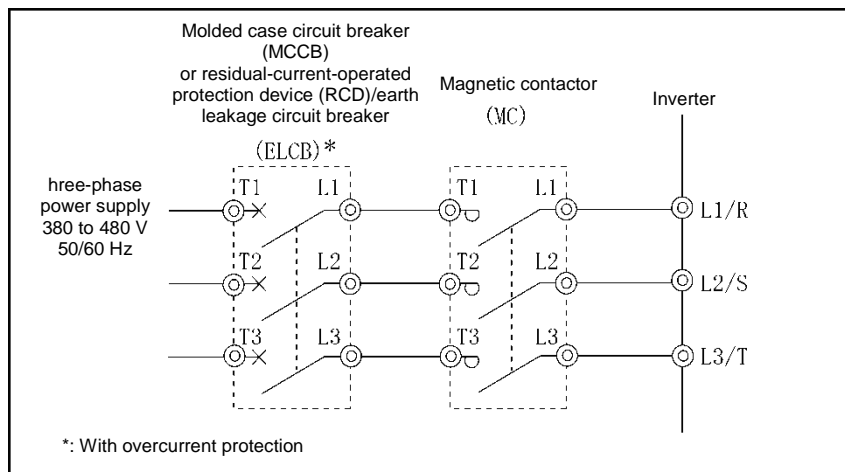 Molded case circuit breaker
(MCCB)
or residual-current-operated
protection device (RCD)/earth
leakage circuit breaker
(ELCB)*
Magnetic contactor
(MC)
Inverter
hree-phase
power supply
380 to 480 V
50/60 Hz
T1 L1 T1 L1 L1/R
T2 L2 T2 L2 L2/S
T3 L3 T3 L3 L3/T
*: With overcurrent protection